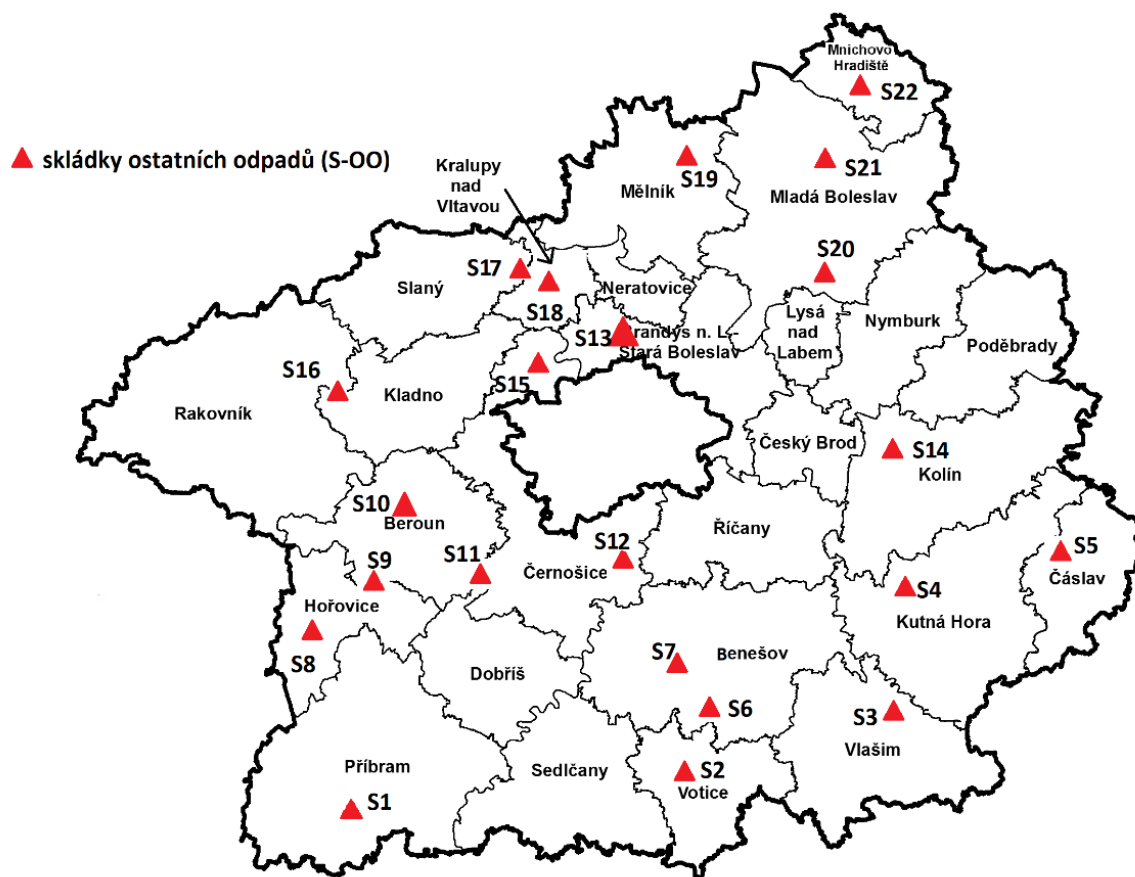 Mnichovo
Hradiště
S22
skládky ostatních odpadů (S-OO)
Kralupy
nad
Vltavou
S19
Mělník
S21
Mladá Boleslav
S17
Slaný
S18
Neratovice
S20
Lysá
nad
Labem
Nymburk
Poděbrady
S13
randýs n. L.-
Stará Boleslav
S15
S16
Kladno
Rakovník
Český Brod
S14
Kolín
S10
Beroun
S11
S12
Černošice
Říčany
S5
Čáslav
S9
Hořovice
S8
S4
Kutná Hora
Dobříš
S7
Benešov
S6
S3
Vlašim
Příbram
S1
Sedlčany
S2
Votice